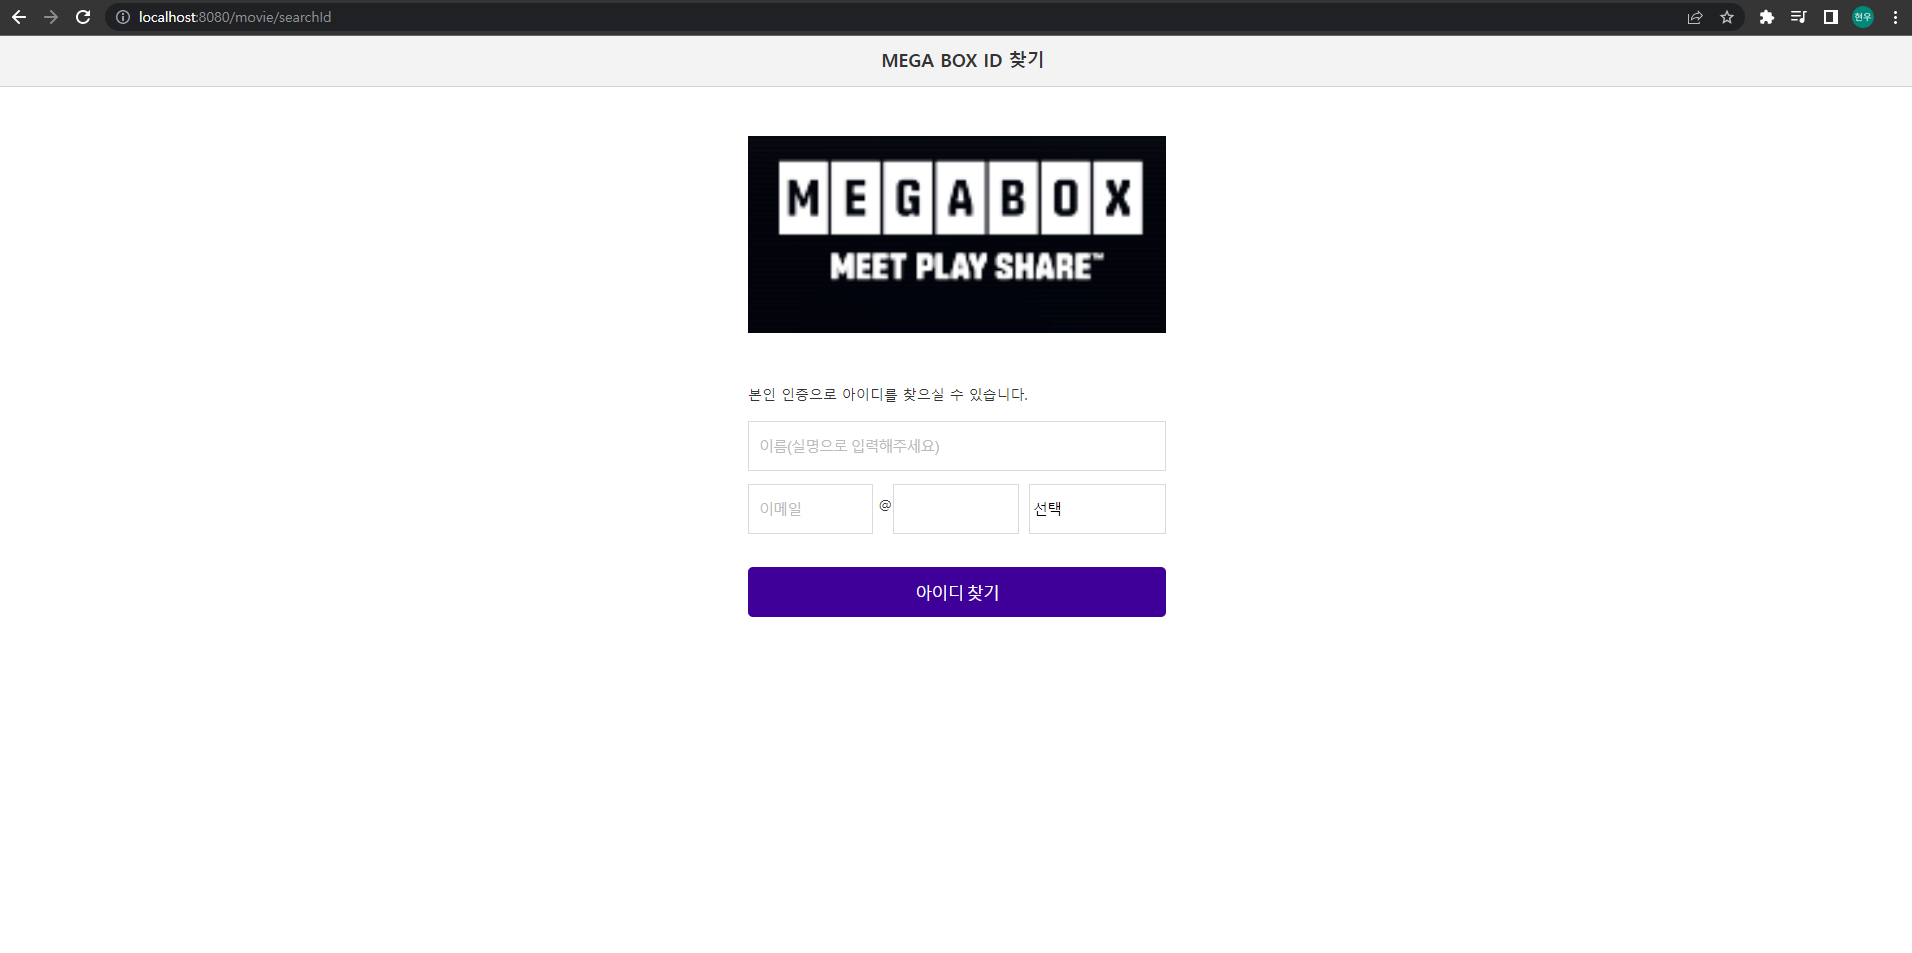 localhost:8080/movie/searchId
현우
MEGA BOX ID 찾기
MEGABOX
MEET PLAY SHARE™
본인 인증으로 아이디를 찾으실 수 있습니다.
이름(실명으로 입력해주세요)
이메일 @ 선택
아이디 찾기